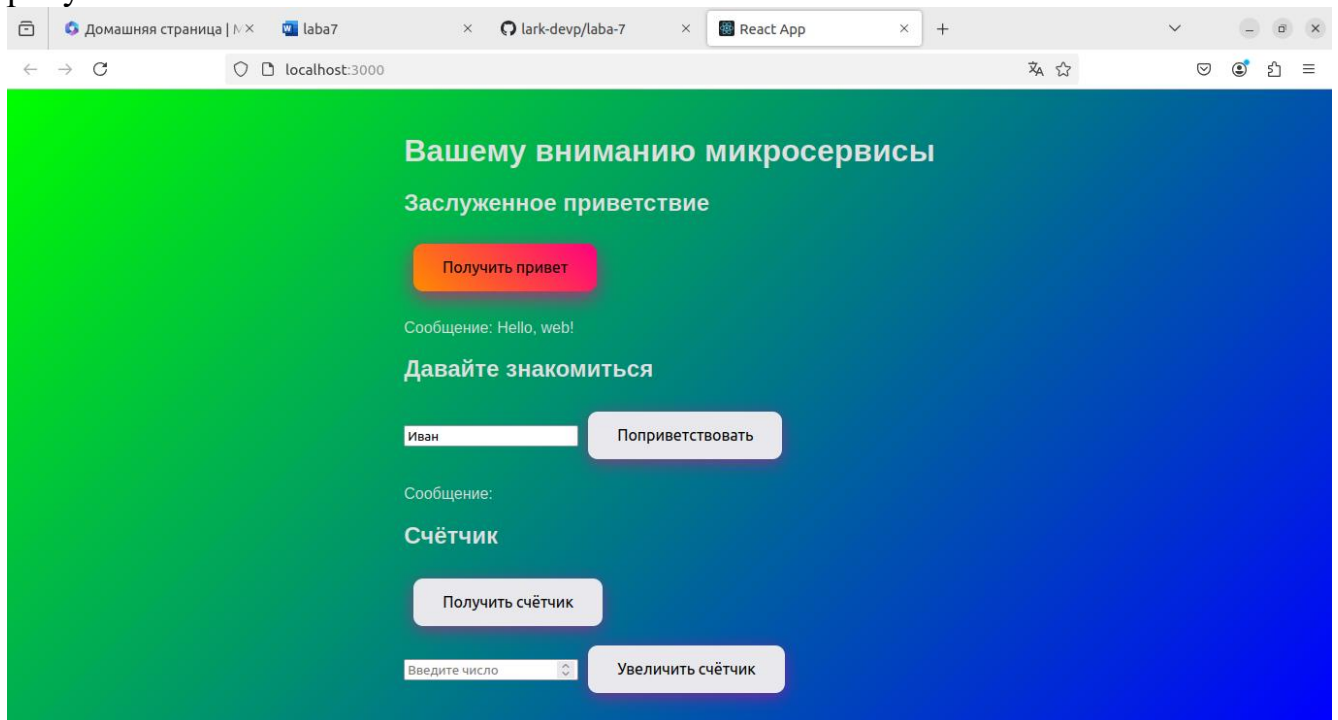 Домашняя страница | M
laba7
lark-devp/laba-7
React App
localhost:3000
Вашему вниманию микросервисы
Заслуженное приветствие
Получить привет
Сообщение: Hello, web!
Давайте знакомиться
Иван Поприветствовать
Сообщение:
Счётчик
Получить счётчик
Введите число Увеличить счётчик